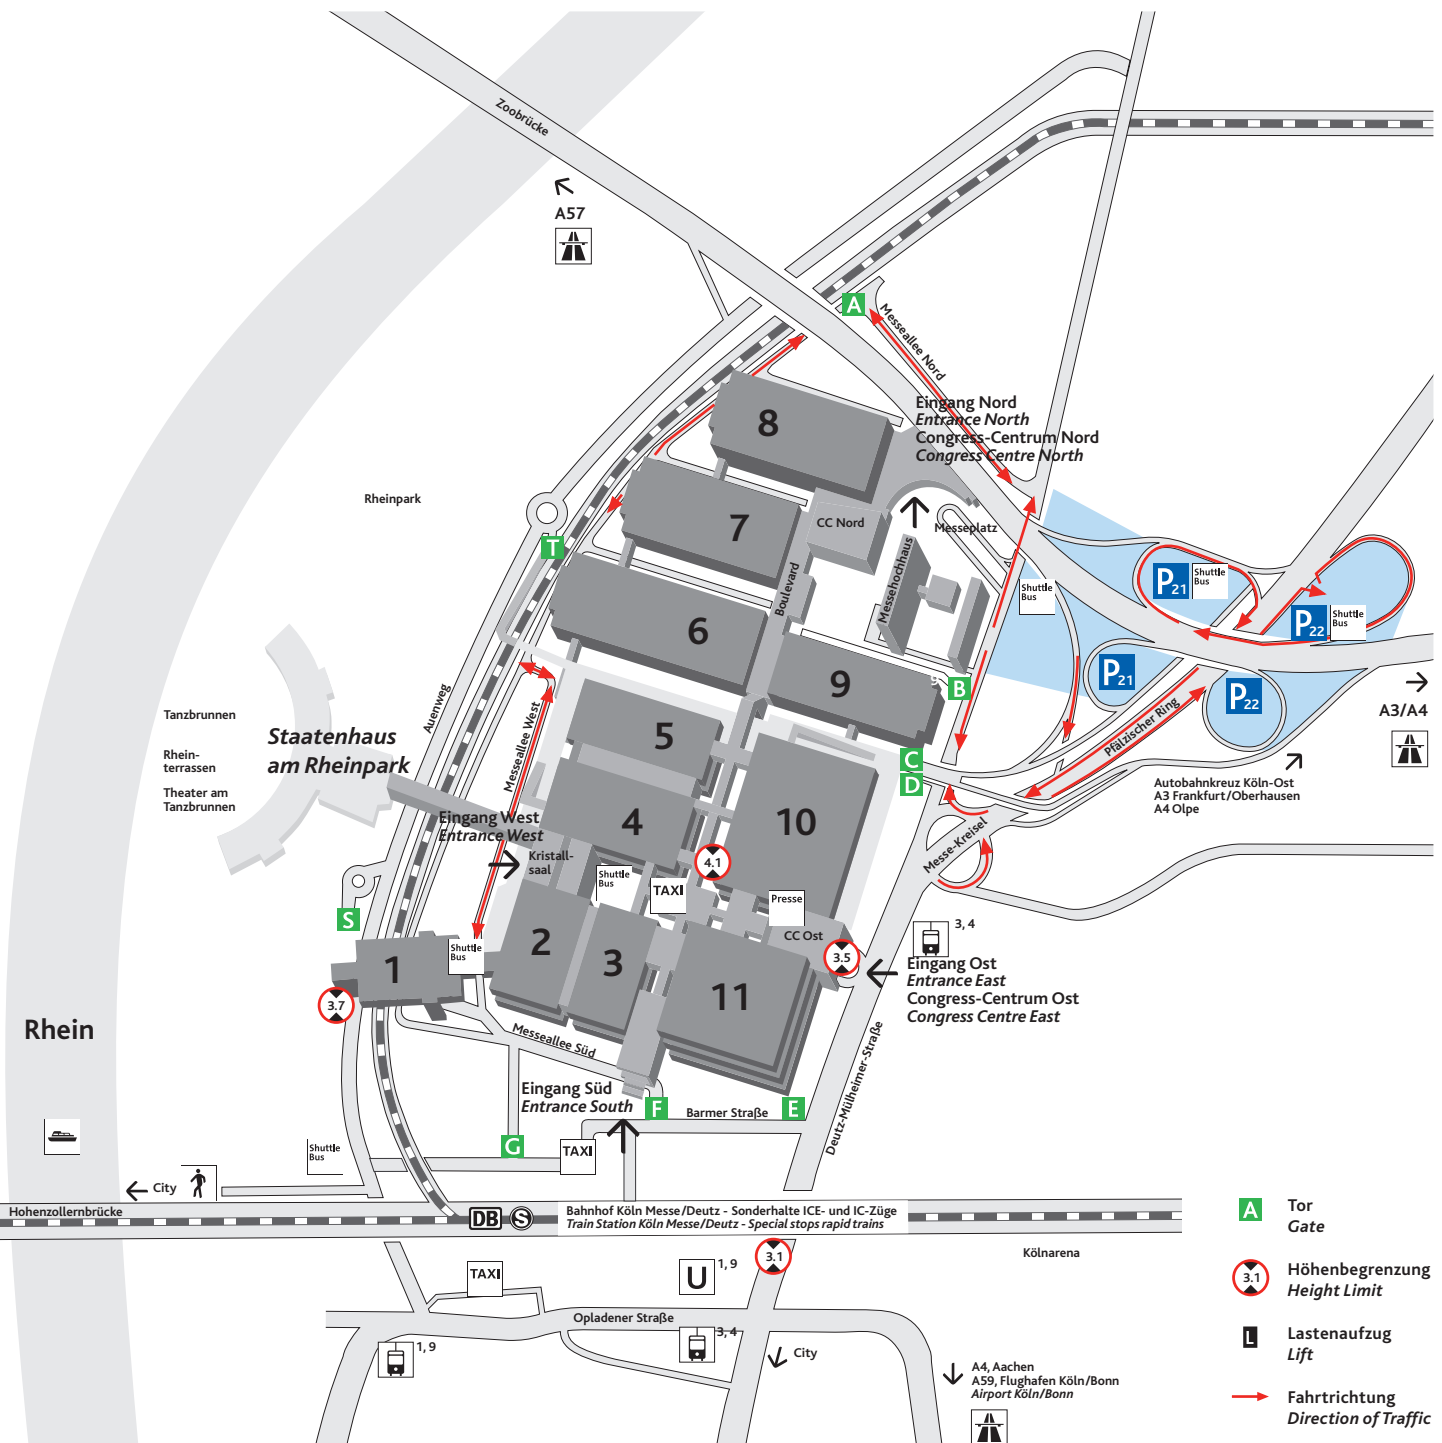 Zoobrücke
A57
A
Messeallee Nord
8
Eingang Nord
Entrance North
Congress-Centrum Nord
Congress Centre North
Rheinpark
7
CC Nord
Messeplatz
T
Boulevard
Messehochhaus
Shuttle
Bus
P21
Shuttle
Bus
P22
Shuttle
Bus
6
9
9
B
P21
P22
A3/A4
Auenweg
Tanzbrunnen
Staatenhaus
am Rheinpark
Rhein-
terrassen
Theater am
Tanzbrunnen
Messeallee West
5
C
D
Pfälzischer Ring
Autobahnkreuz Köln-Ost
A3 Frankfurt/Oberhausen
A4 Olpe
4
10
Eingang West
Entrance West
Kristall-
saal
Messe-Kreisel
4.1
Shuttle
Bus
TAXI
Presse
S
3, 4
CC Ost
2
3
1
Shuttle
Bus
3.5
11
Eingang Ost
Entrance East
Congress-Centrum Ost
Congress Centre East
3.7
Rhein
Messeallee Süd
Deutz-Mülheimer-Straße
Eingang Süd
Entrance South
F
Barmer Straße
E
G
TAXI
Shuttle
Bus
City
Hohenzollernbrücke
DB
S
Bahnhof Köln Messe/Deutz - Sonderhalte ICE- und IC-Züge
Train Station Köln Messe/Deutz - Special stops rapid trains
Kölnarena
3.1
TAXI
U
1, 9
Opladener Straße
1, 9
3, 4
City
A4, Aachen
A59, Flughafen Köln/Bonn
Airport Köln/Bonn
A
Tor
Gate
3.1
Höhenbegrenzung
Height Limit
L
Lastenaufzug
Lift
Fahrtrichtung
Direction of Traffic